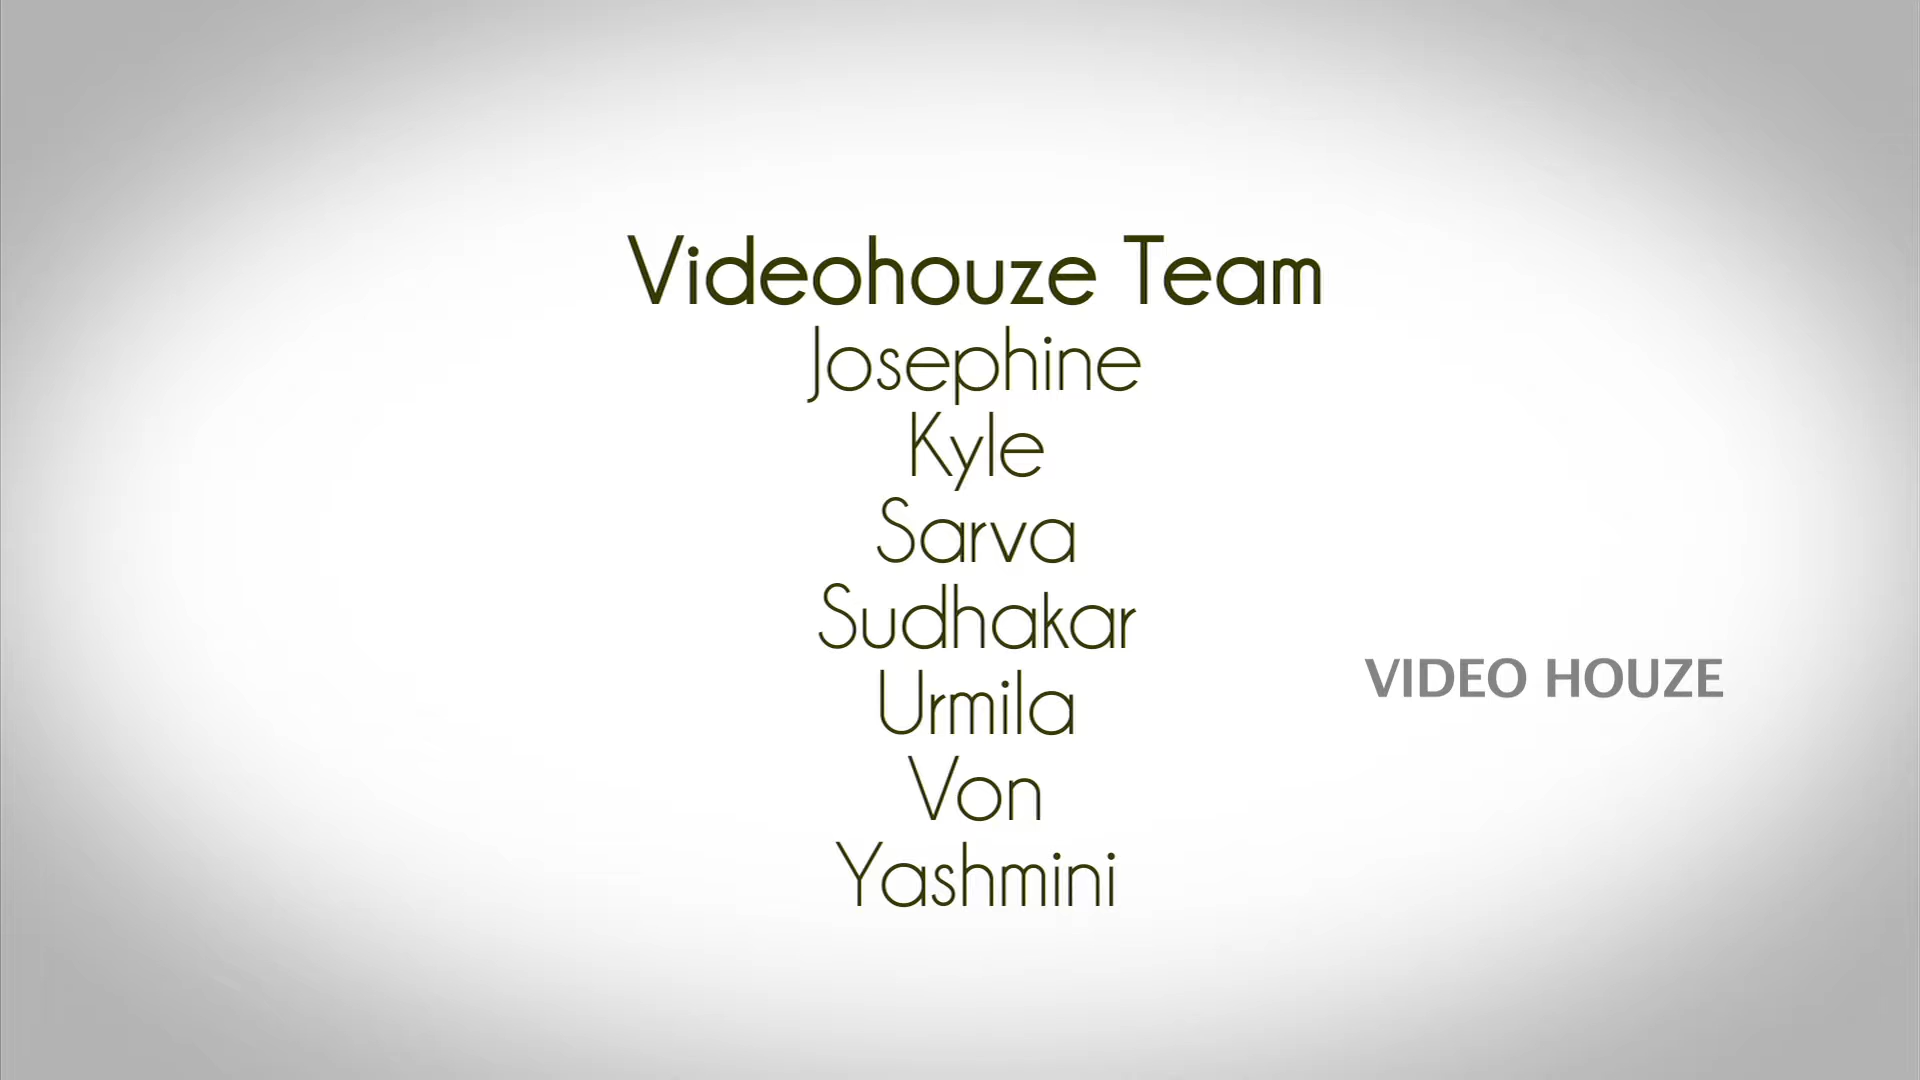 Videohouze Team
Josephine
Kyle
Sarva
Sudhakar
Urmila
VIDEO HOUZE
Von
Yashmini